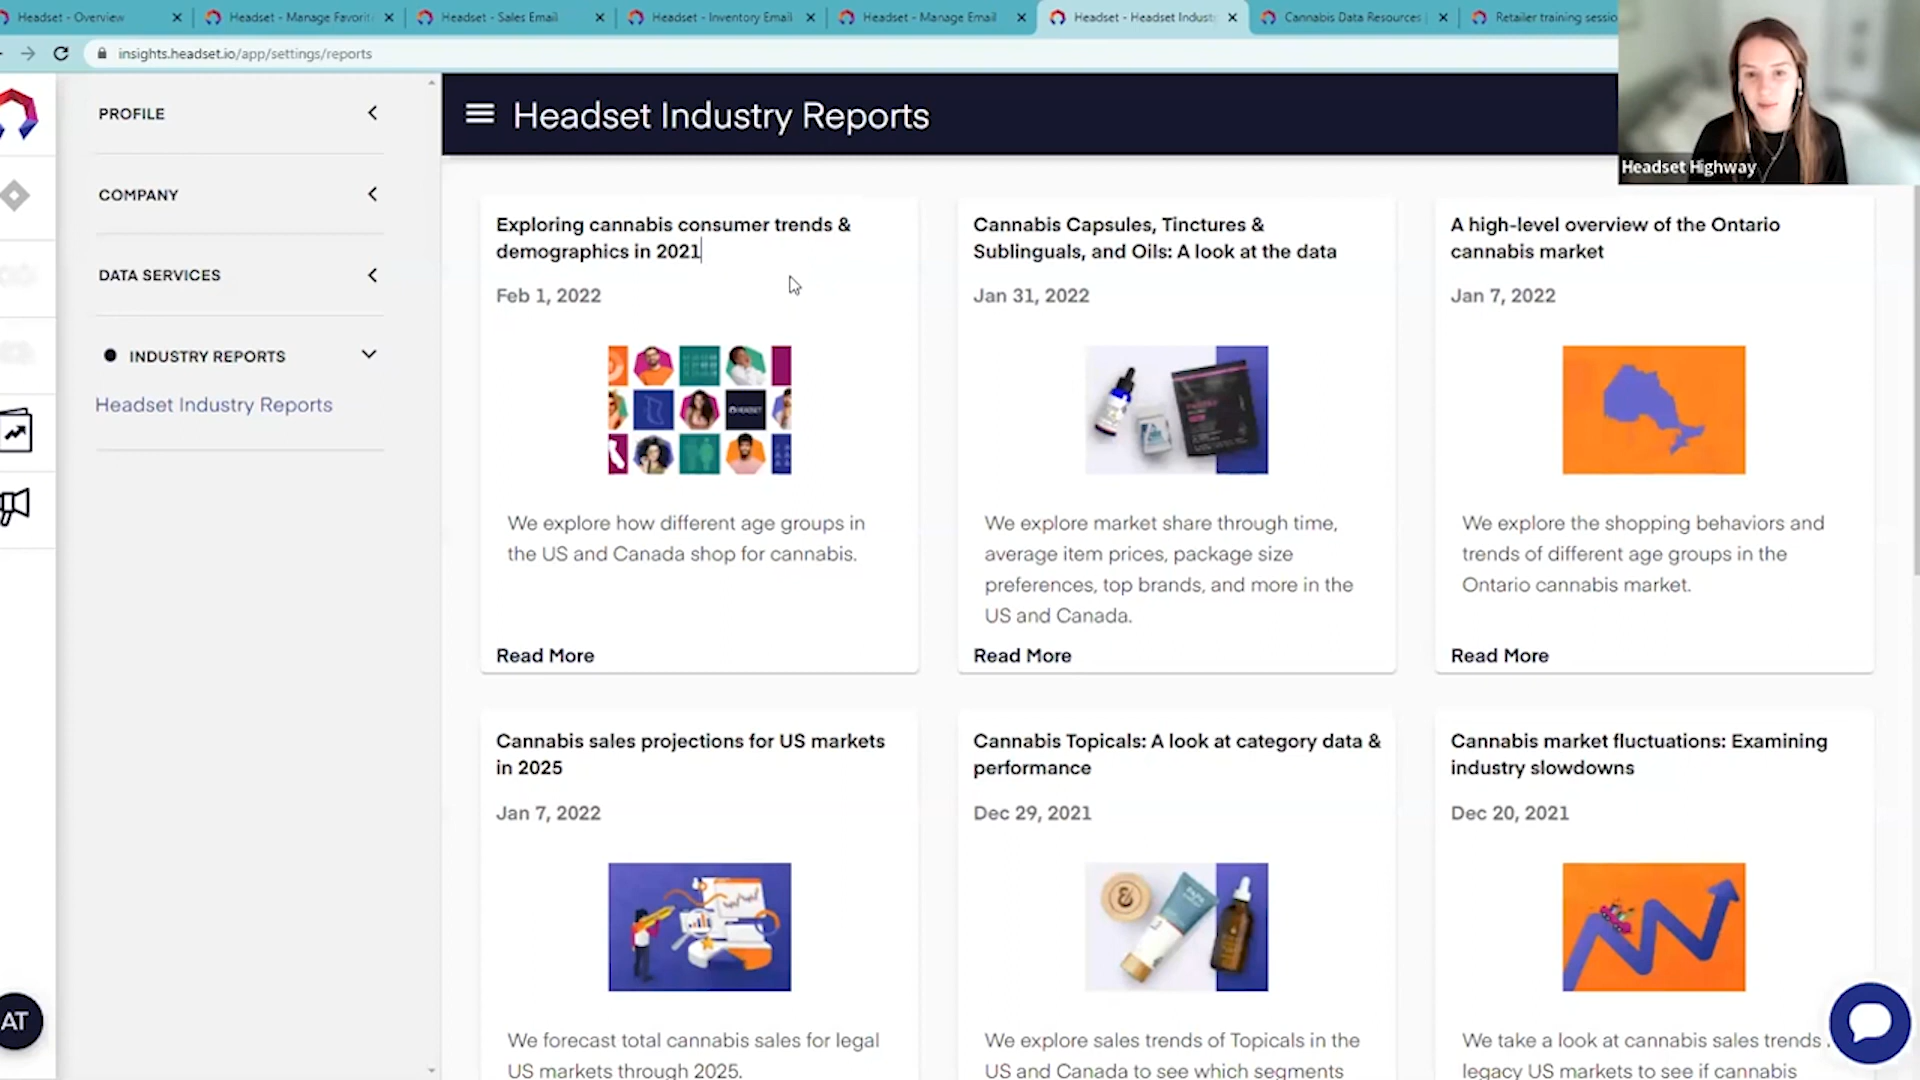 Headset - Overview
Headset - Manage Favorit
Headset - Sales Email
Headset - Inventory Email
Headset - Manage Email
Headset - Headset Indust
Cannabis Data Resources
Retailer training sessio
insights.headset.io/app/settings/reports
Headset Highway
PROFILE
COMPANY
DATA SERVICES
INDUSTRY REPORTS
Headset Industry Reports
AT
Headset Industry Reports
Exploring cannabis consumer trends &
demographics in 2021
Feb 1, 2022
HEADSET
We explore how different age groups in
the US and Canada shop for cannabis.
Read More
Cannabis Capsules, Tinctures &
Sublinguals, and Oils: A look at the data
Jan 31, 2022
We explore market share through time,
average item prices, package size
preferences, top brands, and more in the
US and Canada.
Read More
A high-level overview of the Ontario
cannabis market
Jan 7, 2022
We explore the shopping behaviors and
trends of different age groups in the
Ontario cannabis market.
Read More
Cannabis sales projections for US markets
in 2025
Jan 7, 2022
We forecast total cannabis sales for legal
US markets through 2025.
Cannabis Topicals: A look at category data &
performance
Dec 29, 2021
We explore sales trends of Topicals in the
US and Canada to see which segments
Cannabis market fluctuations: Examining
industry slowdowns
Dec 20, 2021
We take a look at cannabis sales trends
legacy US markets to see if cannabis